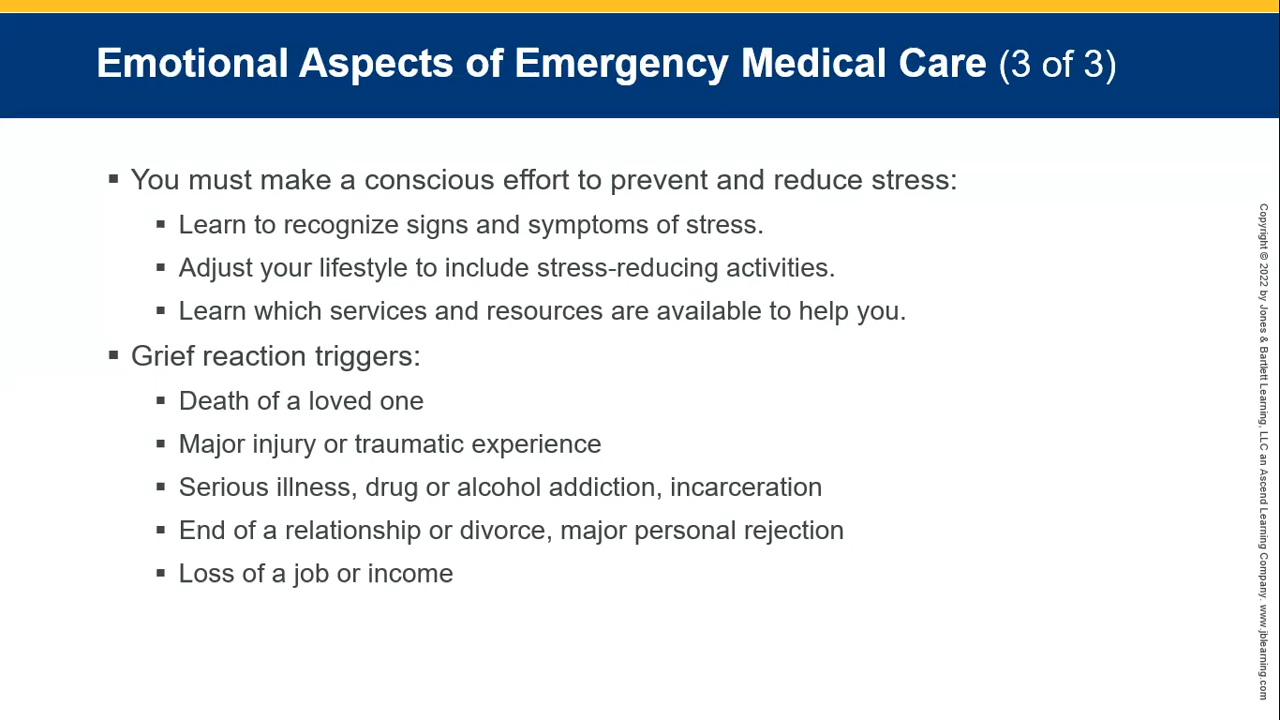 Emotional Aspects of Emergency Medical Care (3 of 3)
▪ You must make a conscious effort to prevent and reduce stress:
▪ Learn to recognize signs and symptoms of stress.
▪ Adjust your lifestyle to include stress-reducing activities.
▪ Learn which services and resources are available to help you.
▪ Grief reaction triggers:
▪ Death of a loved one
▪ Major injury or traumatic experience
▪ Serious illness, drug or alcohol addiction, incarceration
▪ End of a relationship or divorce, major personal rejection
▪ Loss of a job or income
Copyright © 2022 by Jones & Bartlett Learning, LLC an Ascend Learning Company. www.jblearning.com